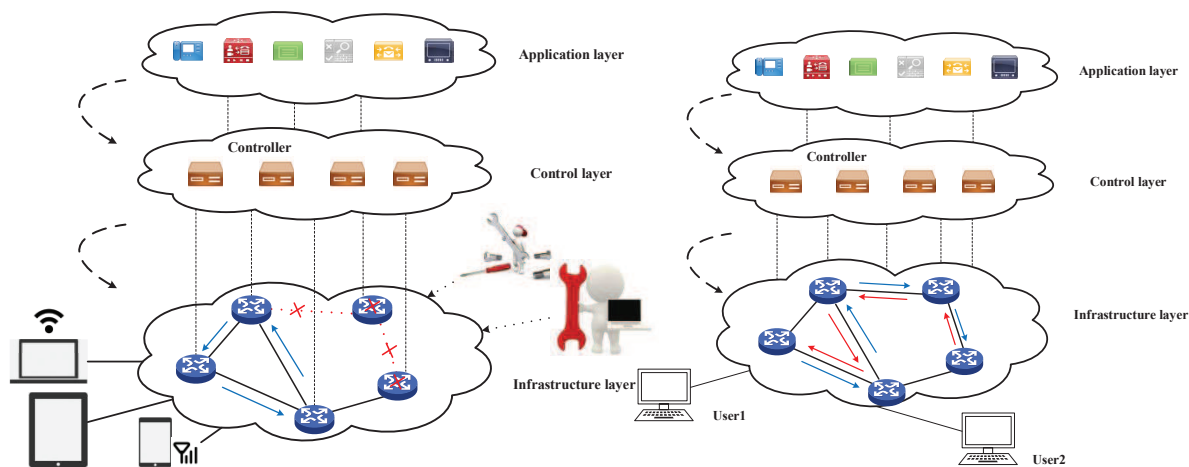 Application layer
Controller
Control layer
Infrastructure layer
Application layer
Controller
Control layer
Infrastructure layer
User1
User2